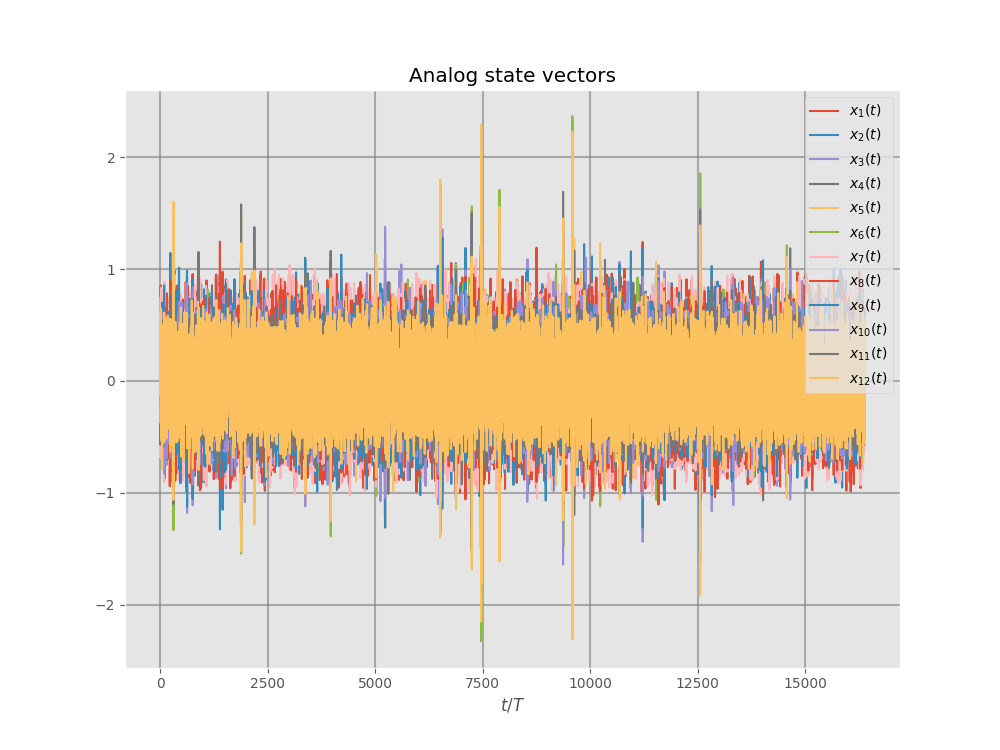 Analog state vectors
2
1
0
−1
−2
0 2500 5000 7500 10000 12500 15000
t/T
x₁(t)
x₂(t)
x₃(t)
x₄(t)
x₅(t)
x₆(t)
x₇(t)
x₈(t)
x₉(t)
x₁₀(t)
x₁₁(t)
x₁₂(t)